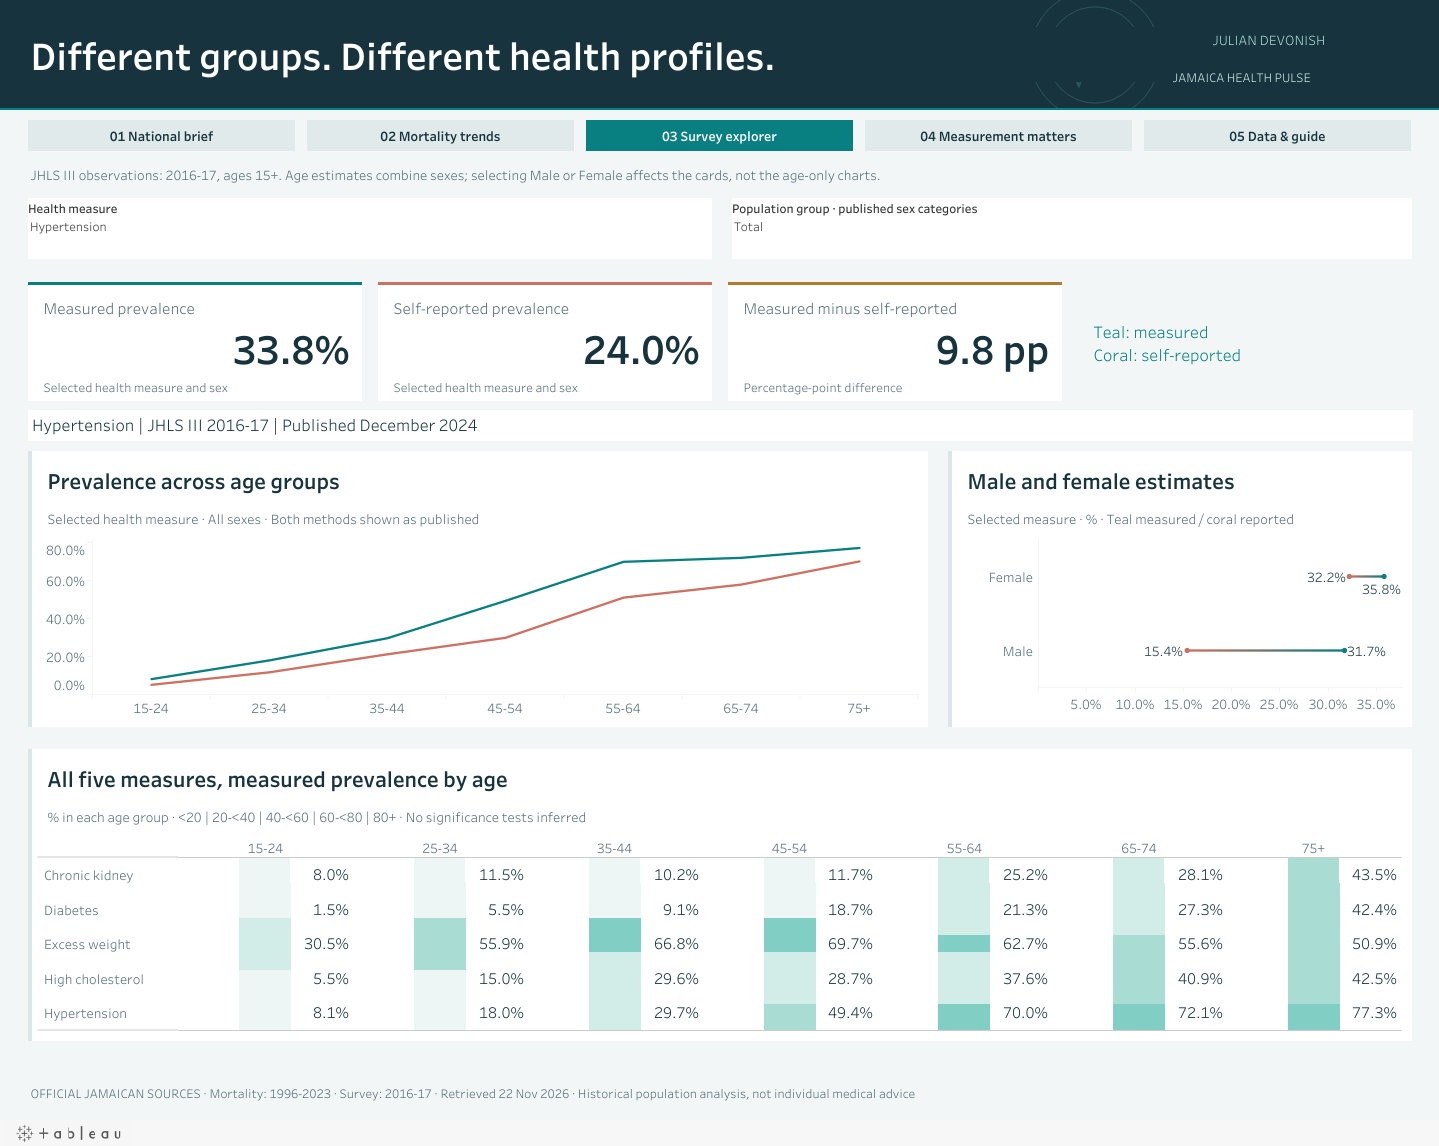 Different groups. Different health profiles.
JULIAN DEVONISH
JAMAICA HEALTH PULSE
01 National brief
02 Mortality trends
03 Survey explorer
04 Measurement matters
05 Data & guide
JHLS III observations: 2016-17, ages 15+. Age estimates combine sexes; selecting Male or Female affects the cards, not the age-only charts.
Health measure
Hypertension
Population group · published sex categories
Total
Measured prevalence
33.8%
Selected health measure and sex
Self-reported prevalence
24.0%
Selected health measure and sex
Measured minus self-reported
9.8 pp
Percentage-point difference
Teal: measured
Coral: self-reported
Hypertension | JHLS III 2016-17 | Published December 2024
Prevalence across age groups
Selected health measure · All sexes · Both methods shown as published
80.0%
60.0%
40.0%
20.0%
0.0%
15-24 25-34 35-44 45-54 55-64 65-74 75+
Male and female estimates
Selected measure · % · Teal measured / coral reported
Female 32.2% 35.8%
Male 15.4% 31.7%
5.0% 10.0% 15.0% 20.0% 25.0% 30.0% 35.0%
All five measures, measured prevalence by age
% in each age group · <20 | 20-<40 | 40-<60 | 60-<80 | 80+ · No significance tests inferred
15-24 25-34 35-44 45-54 55-64 65-74 75+
Chronic kidney 8.0% 11.5% 10.2% 11.7% 25.2% 28.1% 43.5%
Diabetes 1.5% 5.5% 9.1% 18.7% 21.3% 27.3% 42.4%
Excess weight 30.5% 55.9% 66.8% 69.7% 62.7% 55.6% 50.9%
High cholesterol 5.5% 15.0% 29.6% 28.7% 37.6% 40.9% 42.5%
Hypertension 8.1% 18.0% 29.7% 49.4% 70.0% 72.1% 77.3%
OFFICIAL JAMAICAN SOURCES · Mortality: 1996-2023 · Survey: 2016-17 · Retrieved 22 Nov 2026 · Historical population analysis, not individual medical advice
+ a b l e a u